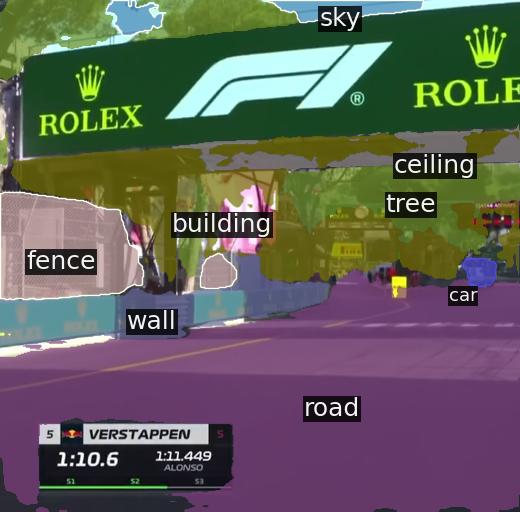 sky
ROLEX
®
ROLE
ceiling
tree
building
fence
car
wall
road
5 VERSTAPPEN 5
1:10.6 1:11.449
ALONSO
S1 S2 S3